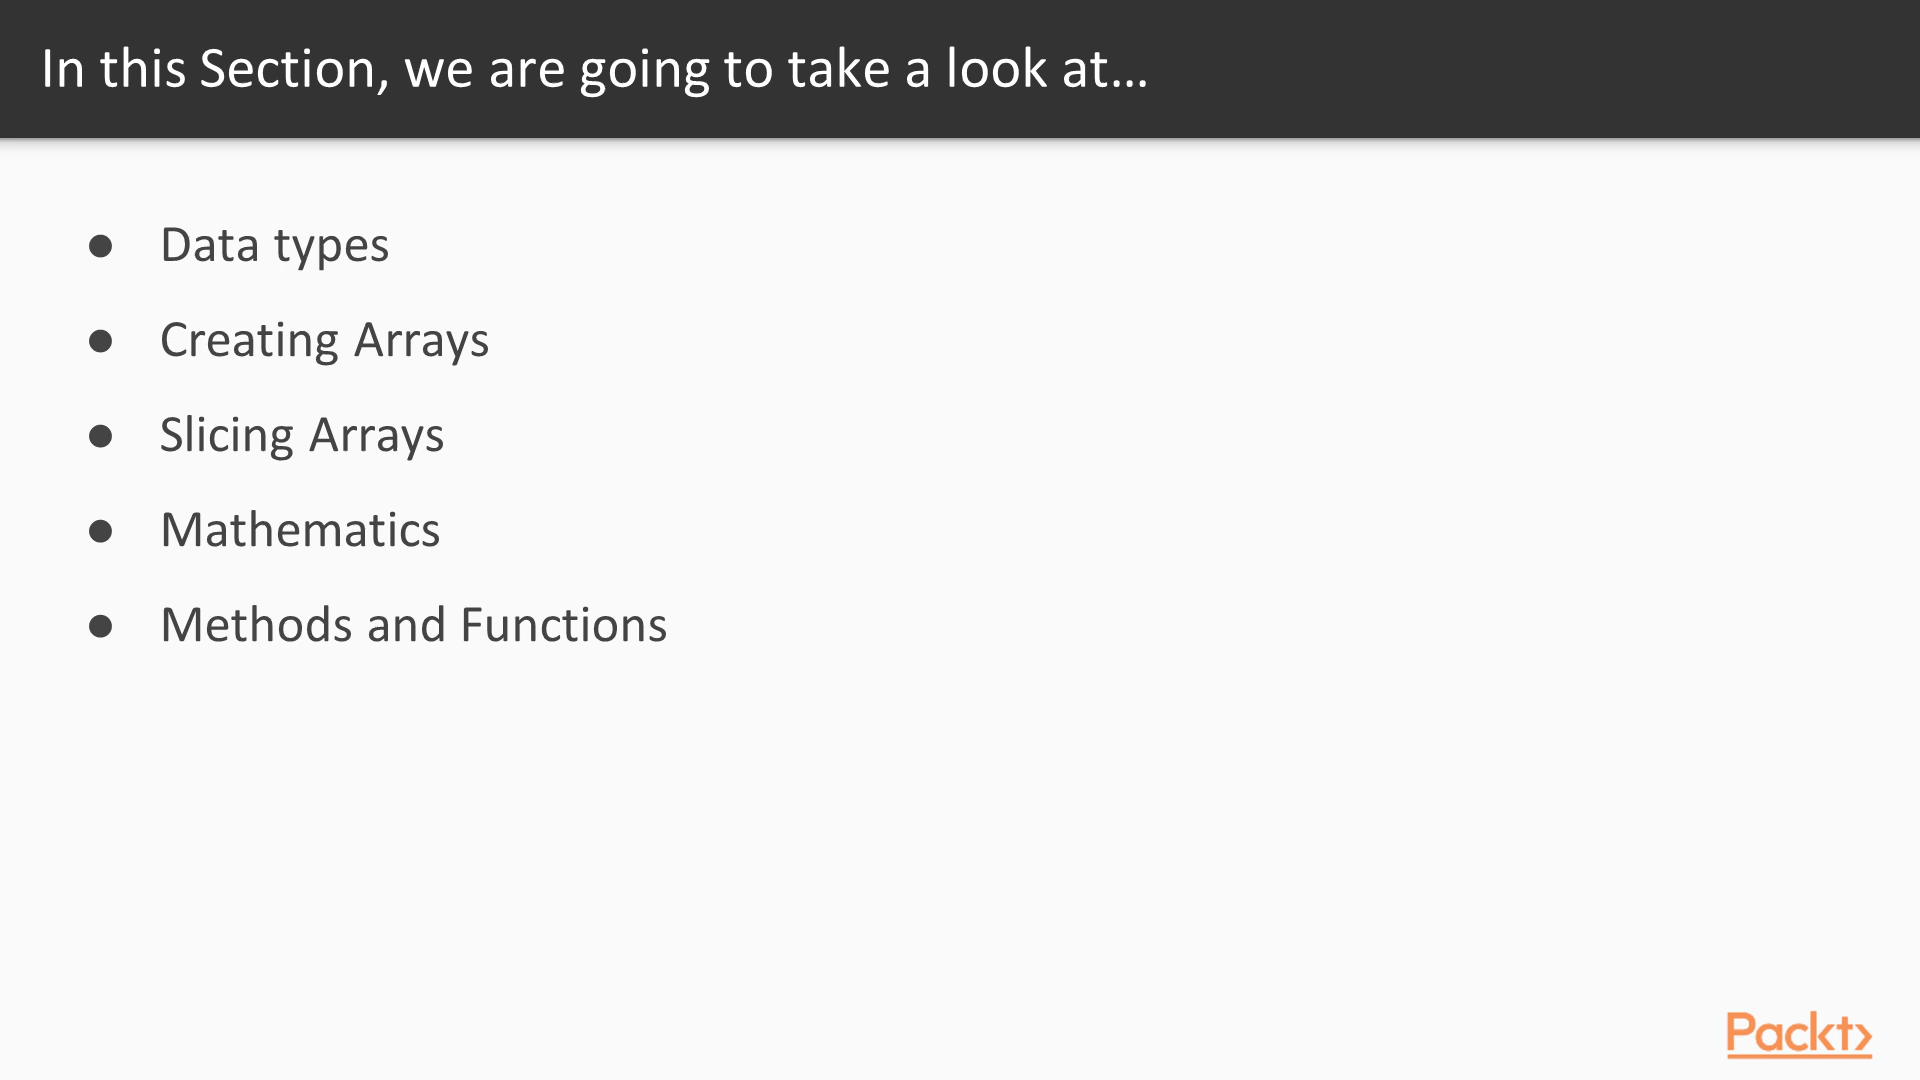 In this Section, we are going to take a look at…
● Data types
● Creating Arrays
● Slicing Arrays
● Mathematics
● Methods and Functions
Packt>